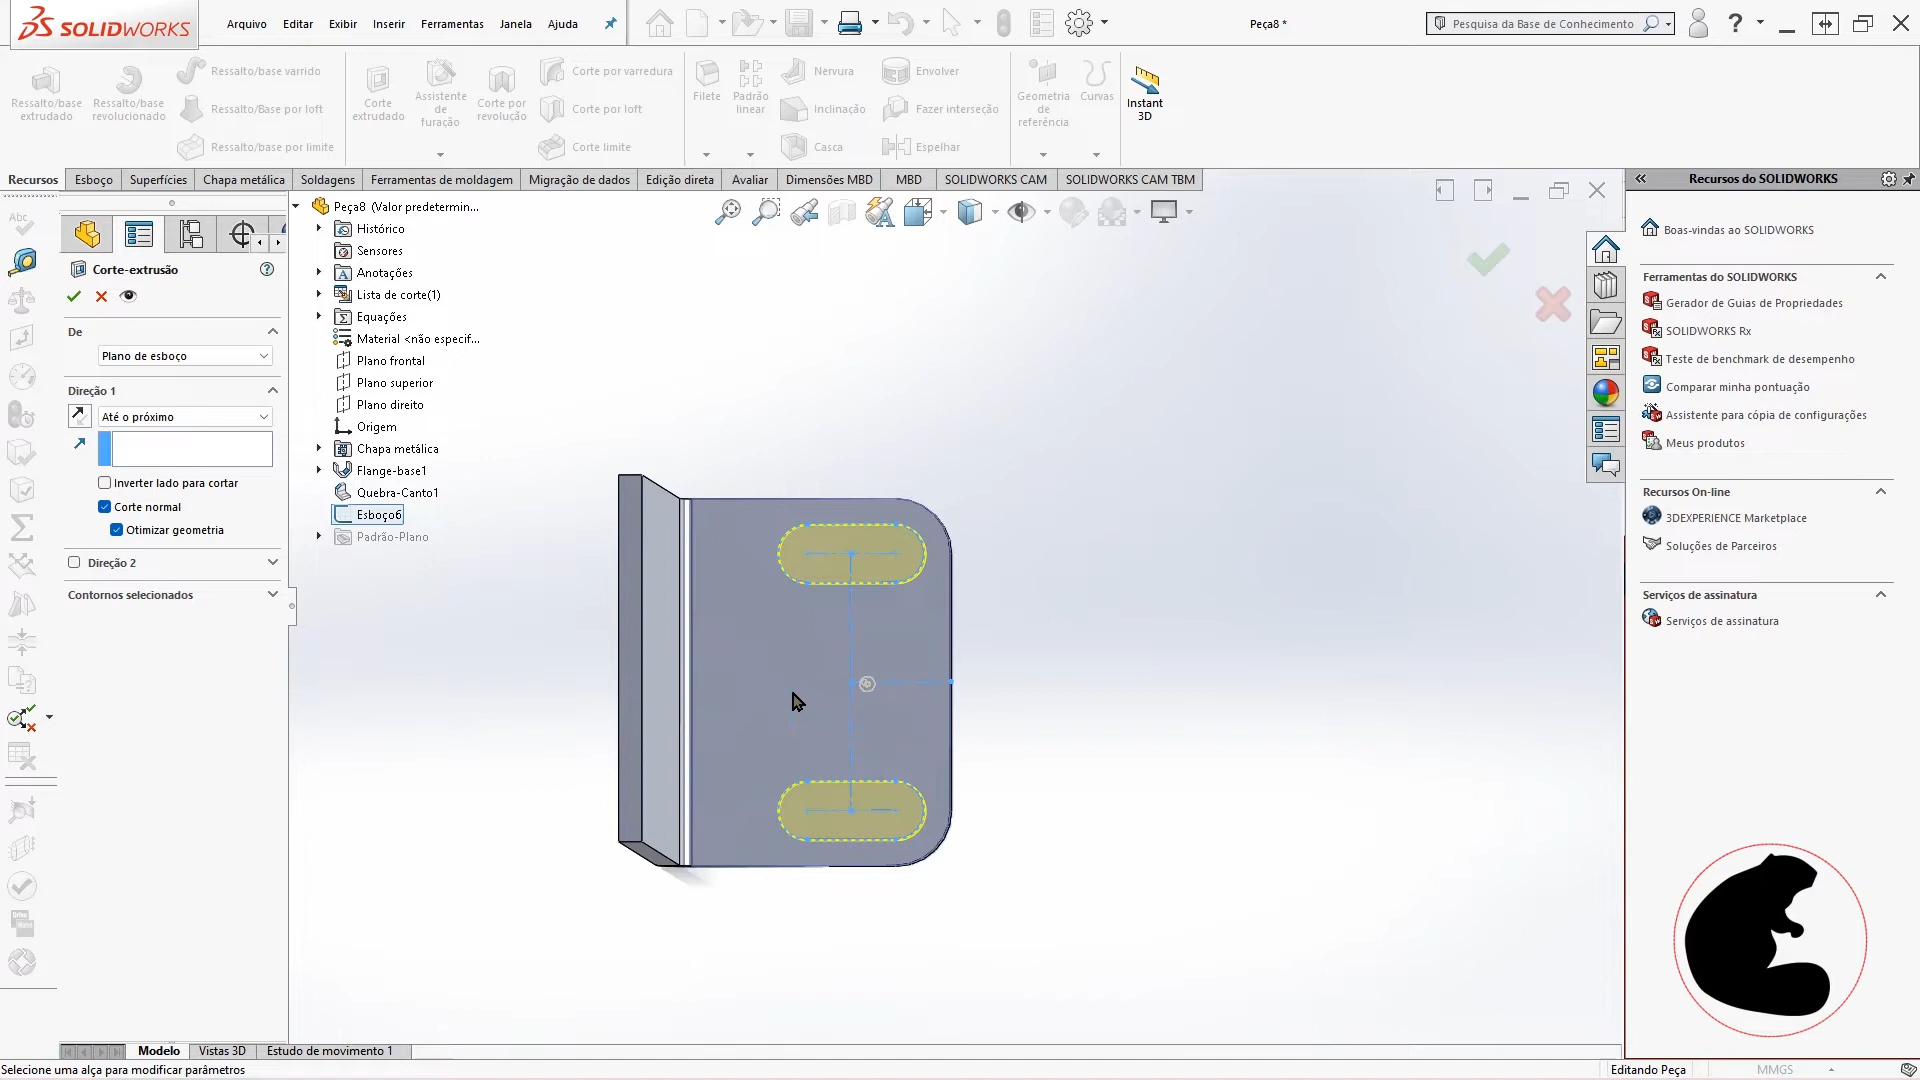 SOLIDWORKS
Arquivo Editar Exibir Inserir Ferramentas Janela Ajuda
Peça8 *
Pesquisa da Base de Conhecimento
?
Ressalto/base extrudado
Ressalto/base revolucionado
Ressalto/base varrido
Ressalto/Base por loft
Ressalto/base por limite
Corte extrudado
Assistente de furação
Corte por revolução
Corte por varredura
Corte por loft
Corte limite
Filete
Padrão linear
Nervura
Inclinação
Casca
Envolver
Fazer interseção
Espelhar
Geometria de referência
Curvas
Instant 3D
Recursos Esboço Superfícies Chapa metálica Soldagens Ferramentas de moldagem Migração de dados Edição direta Avaliar Dimensões MBD MBD SOLIDWORKS CAM SOLIDWORKS CAM TBM
Corte-extrusão
De
Plano de esboço
Direção 1
Até o próximo
Inverter lado para cortar
Corte normal
Otimizar geometria
Direção 2
Contornos selecionados
Peça8 (Valor predetermin...
Histórico
Sensores
Anotações
Lista de corte(1)
Equações
Material <não especif...
Plano frontal
Plano superior
Plano direito
Origem
Chapa metálica
Flange-base1
Quebra-Canto1
Esboço6
Padrão-Plano
Recursos do SOLIDWORKS
Boas-vindas ao SOLIDWORKS
Ferramentas do SOLIDWORKS
Gerador de Guias de Propriedades
SOLIDWORKS Rx
Teste de benchmark de desempenho
Comparar minha pontuação
Assistente para cópia de configurações
Meus produtos
Recursos On-line
3DEXPERIENCE Marketplace
Soluções de Parceiros
Serviços de assinatura
Serviços de assinatura
Modelo Vistas 3D Estudo de movimento 1
Selecione uma alça para modificar parâmetros
Editando Peça
MMGS